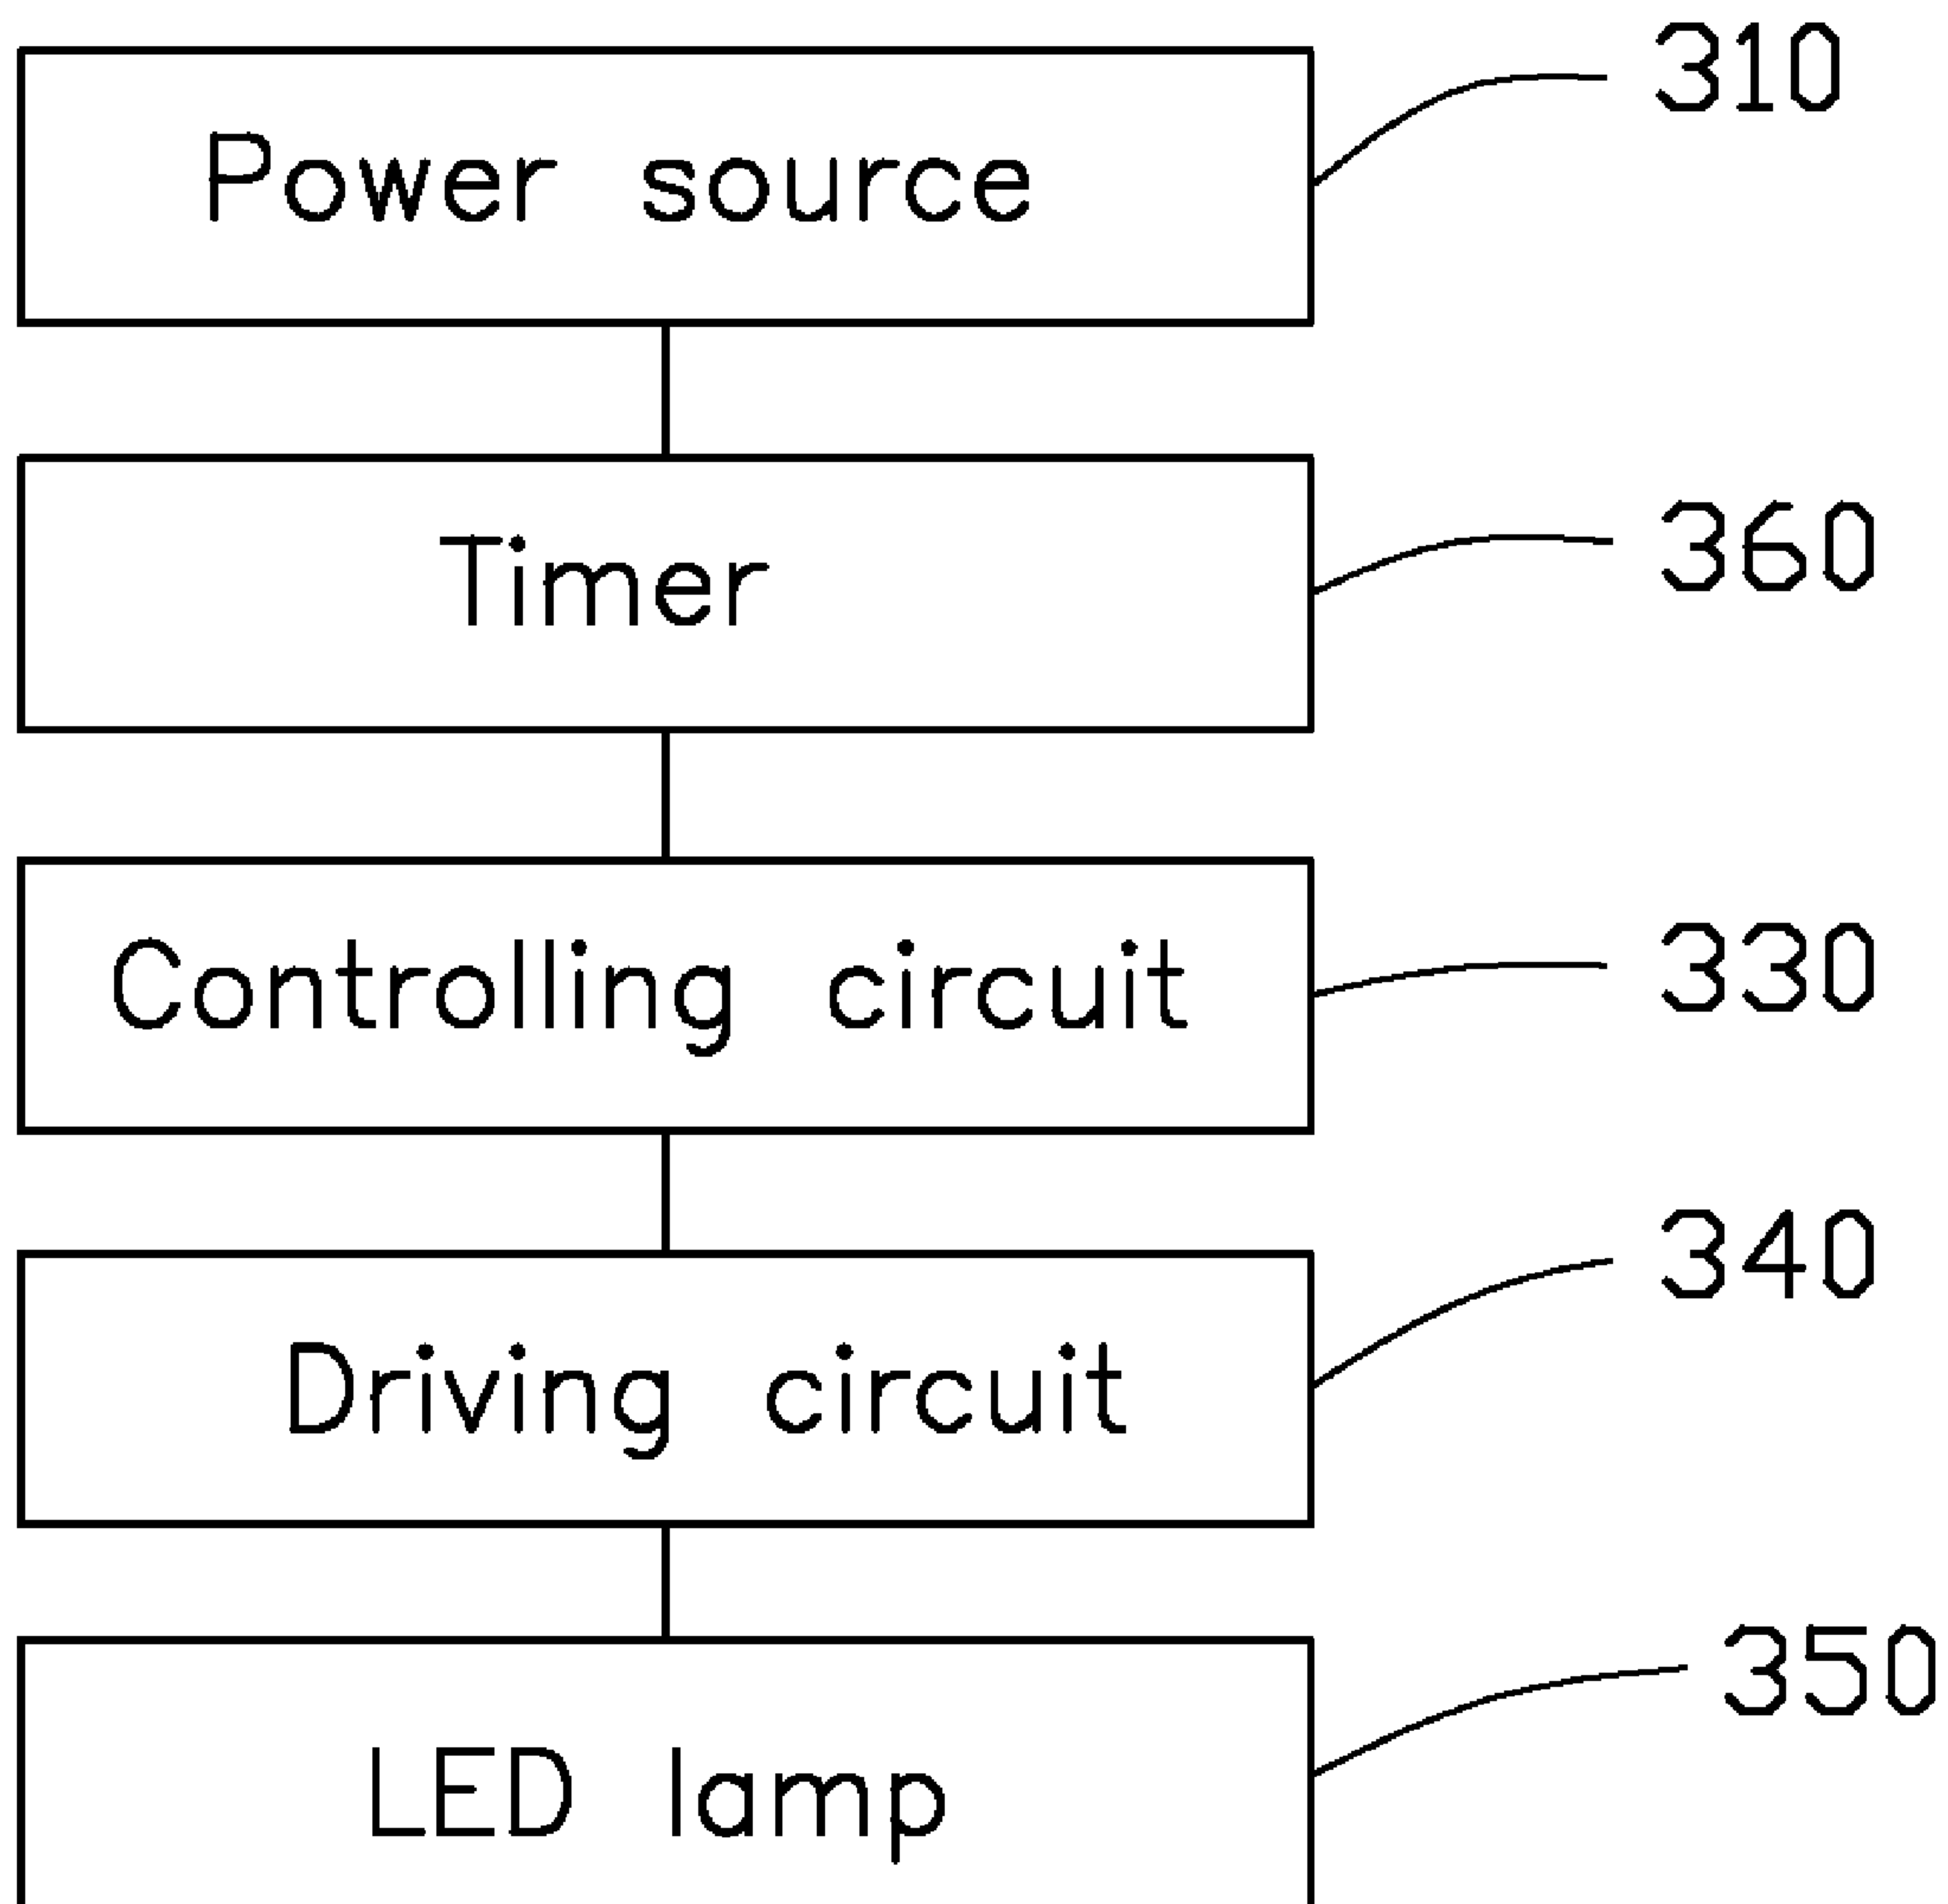 310
Power source
360
Timer
330
Controlling circuit
340
Driving circuit
350
LED lamp